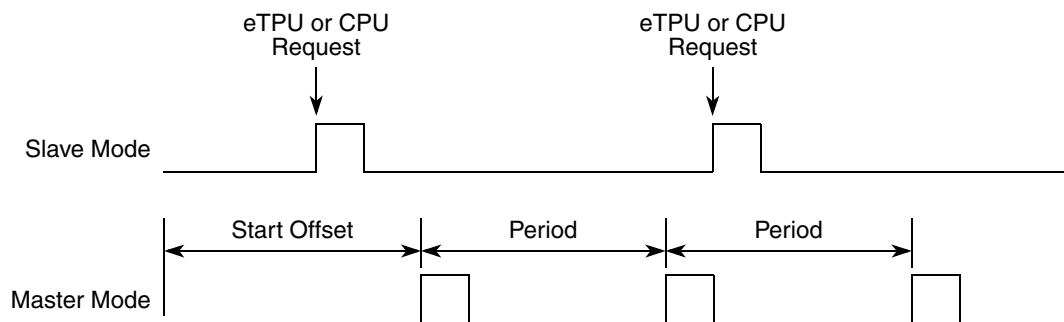 eTPU or CPU
Request
eTPU or CPU
Request
Slave Mode
Start Offset
Period
Period
Master Mode